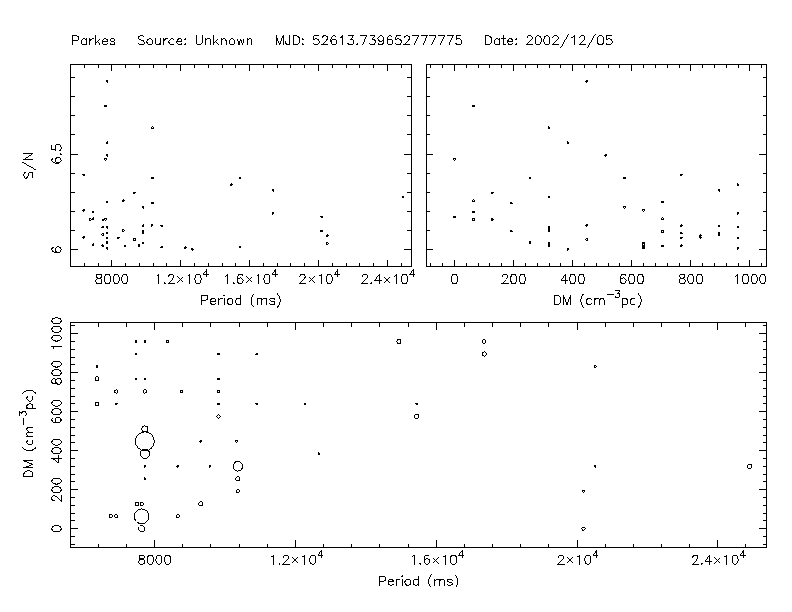 Parkes Source: Unknown MJD: 52613.739652777775 Date: 2002/12/05
S/N
6.5
6
8000 1.2×10⁴ 1.6×10⁴ 2×10⁴ 2.4×10⁴
Period (ms)
0 200 400 600 800 1000
DM (cm⁻³pc)
DM (cm⁻³pc)
1000
800
600
400
200
0
8000 1.2×10⁴ 1.6×10⁴ 2×10⁴ 2.4×10⁴
Period (ms)